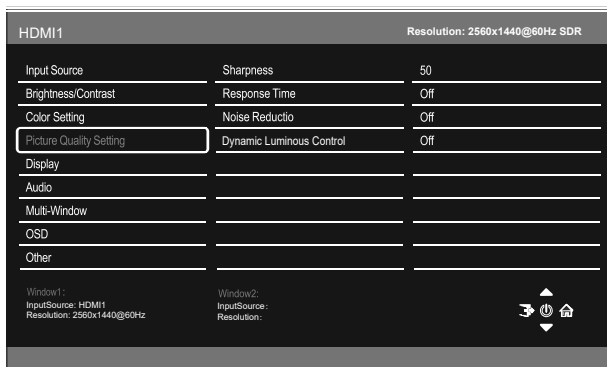 HDMI1 Resolution: 2560x1440@60Hz SDR
Input Source Sharpness 50
Brightness/Contrast Response Time Off
Color Setting Noise Reductio Off
Picture Quality Setting Dynamic Luminous Control Off
Display
Audio
Multi-Window
OSD
Other
Window1: Window2:
InputSource: HDMI1 InputSource:
Resolution: 2560x1440@60Hz Resolution: